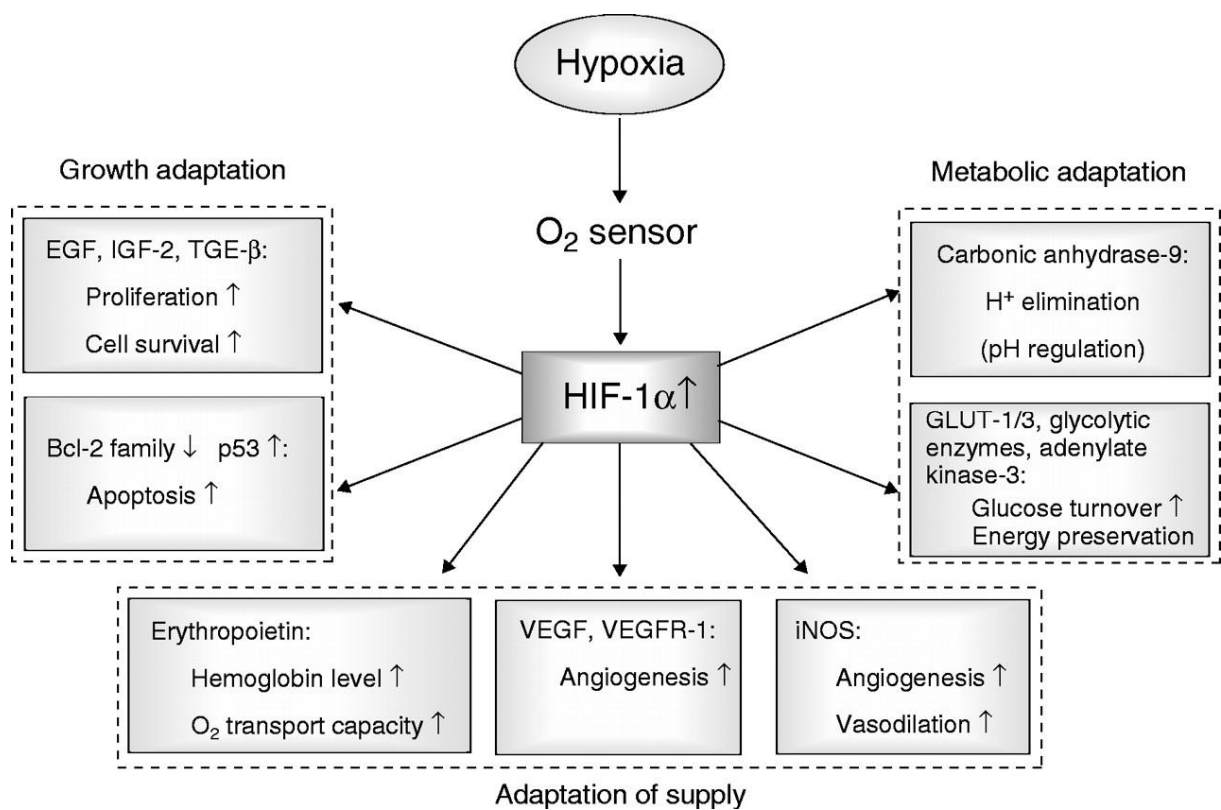 Hypoxia
O₂ sensor
HIF-1α↑
Growth adaptation
EGF, IGF-2, TGE-β:
Proliferation ↑
Cell survival ↑
Bcl-2 family ↓ p53 ↑:
Apoptosis ↑
Metabolic adaptation
Carbonic anhydrase-9:
H⁺ elimination
(pH regulation)
GLUT-1/3, glycolytic
enzymes, adenylate
kinase-3:
Glucose turnover ↑
Energy preservation
Erythropoietin:
Hemoglobin level ↑
O₂ transport capacity ↑
VEGF, VEGFR-1:
Angiogenesis ↑
iNOS:
Angiogenesis ↑
Vasodilation ↑
Adaptation of supply